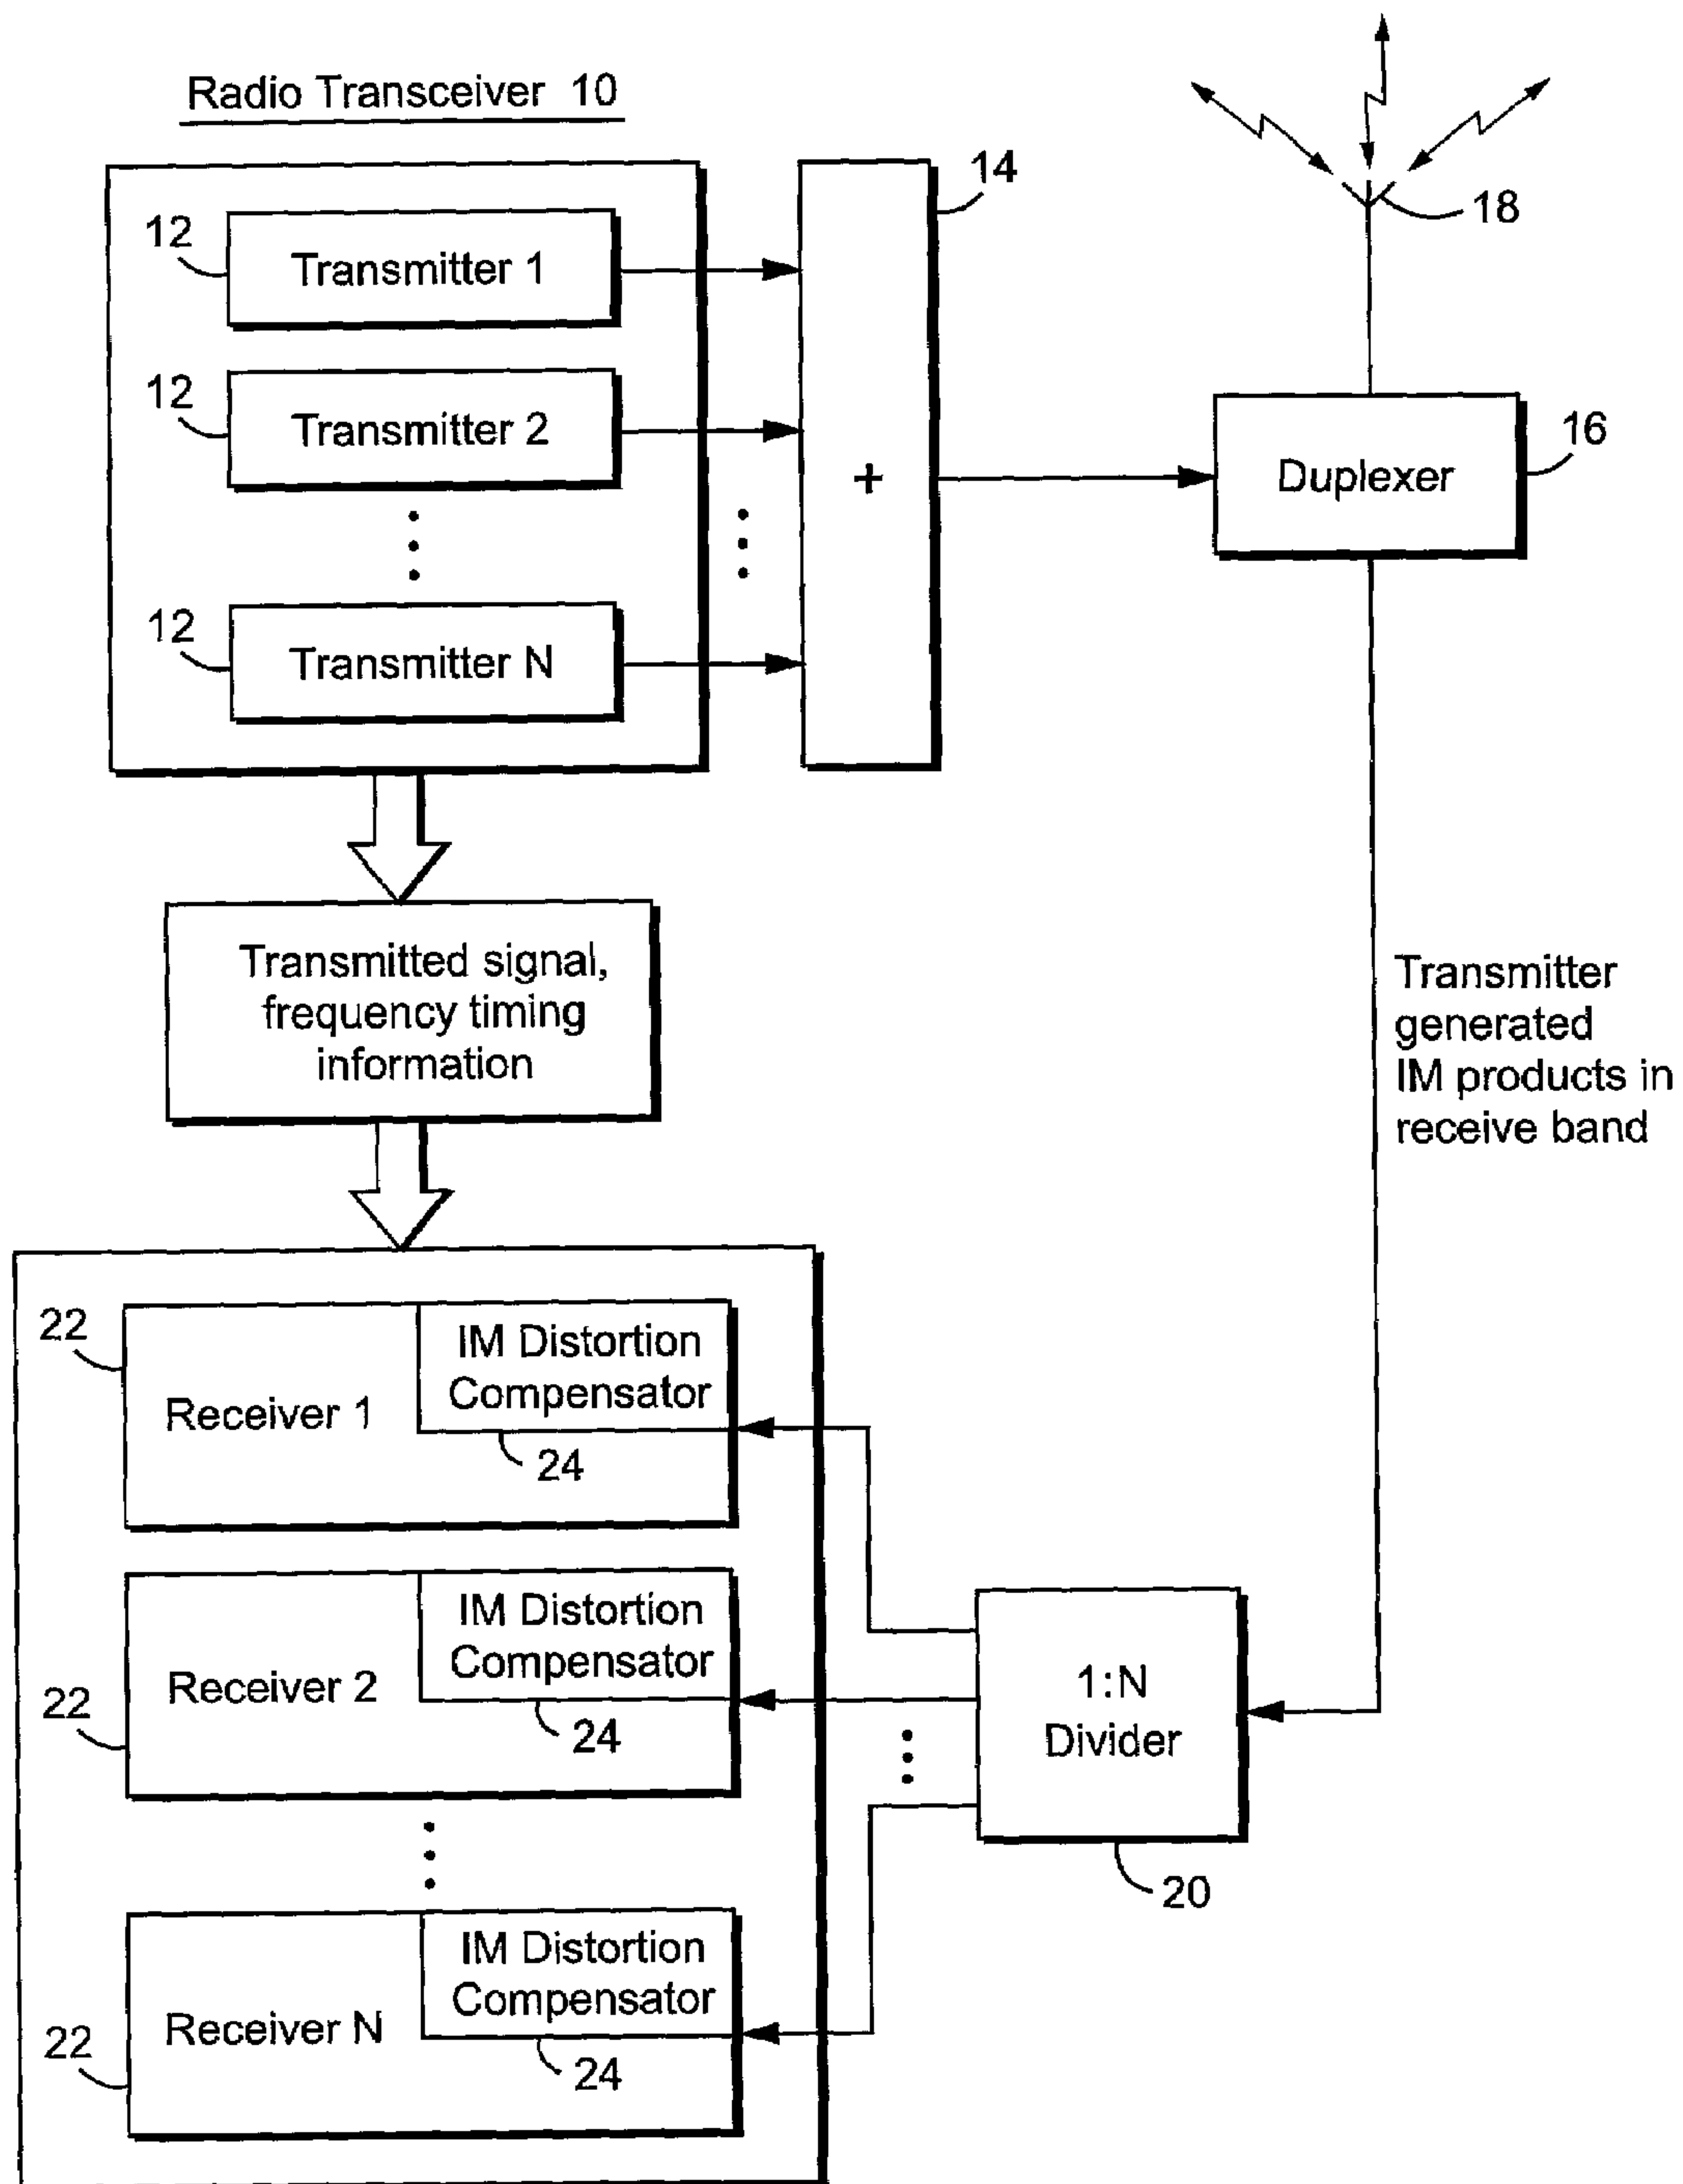 Radio Transceiver 10
12
Transmitter 1
12
Transmitter 2
12
Transmitter N
14
+
18
Duplexer
16
Transmitted signal,
frequency timing
information
Transmitter
generated
IM products in
receive band
22
Receiver 1
IM Distortion
Compensator
24
22
Receiver 2
IM Distortion
Compensator
24
22
Receiver N
IM Distortion
Compensator
24
1:N
Divider
20